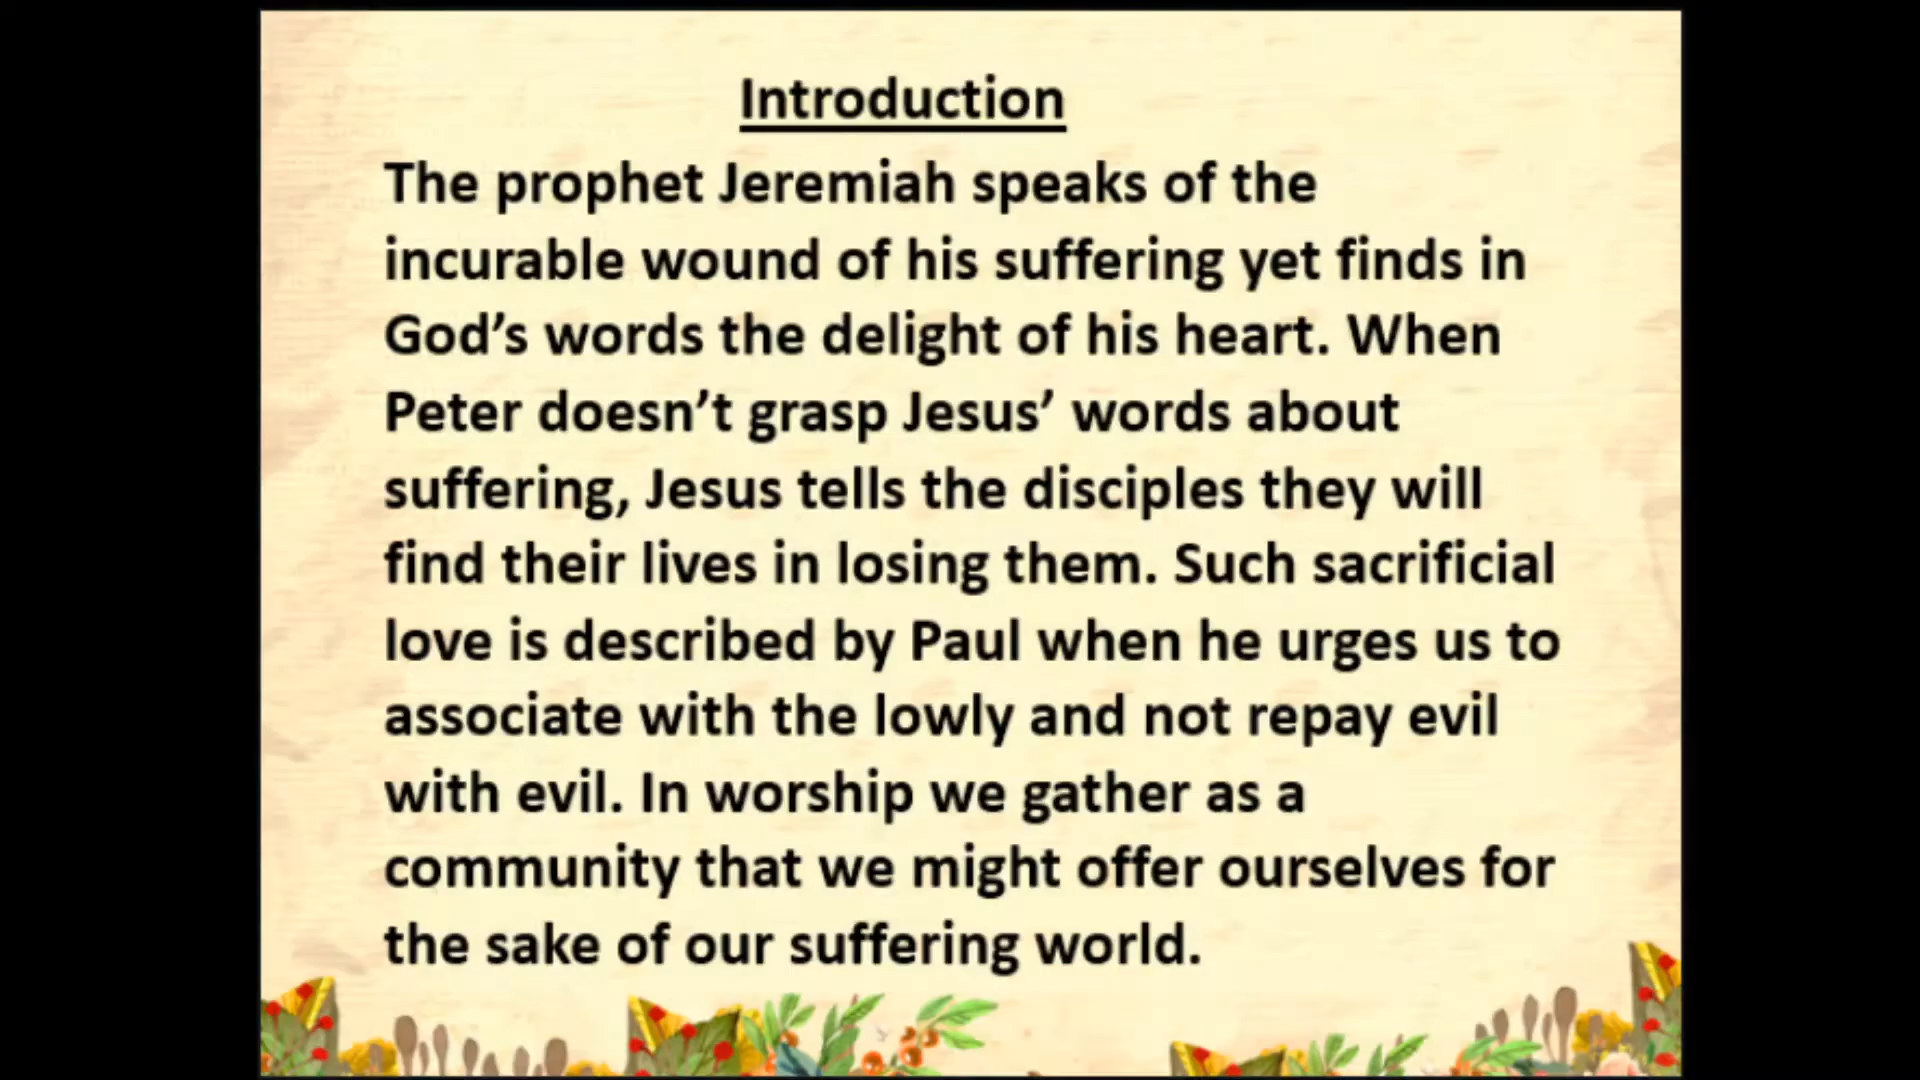 Introduction
The prophet Jeremiah speaks of the
incurable wound of his suffering yet finds in
God’s words the delight of his heart. When
Peter doesn’t grasp Jesus’ words about
suffering, Jesus tells the disciples they will
find their lives in losing them. Such sacrificial
love is described by Paul when he urges us to
associate with the lowly and not repay evil
with evil. In worship we gather as a
community that we might offer ourselves for
the sake of our suffering world.